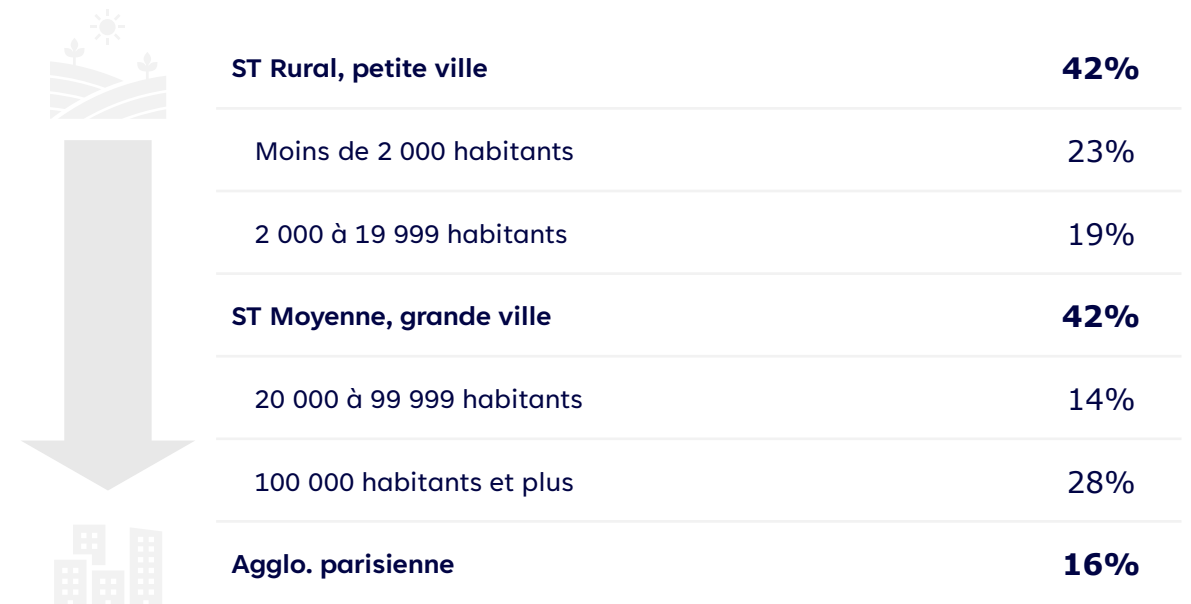 ST Rural, petite ville 42%
Moins de 2 000 habitants 23%
2 000 à 19 999 habitants 19%
ST Moyenne, grande ville 42%
20 000 à 99 999 habitants 14%
100 000 habitants et plus 28%
Agglo. parisienne 16%